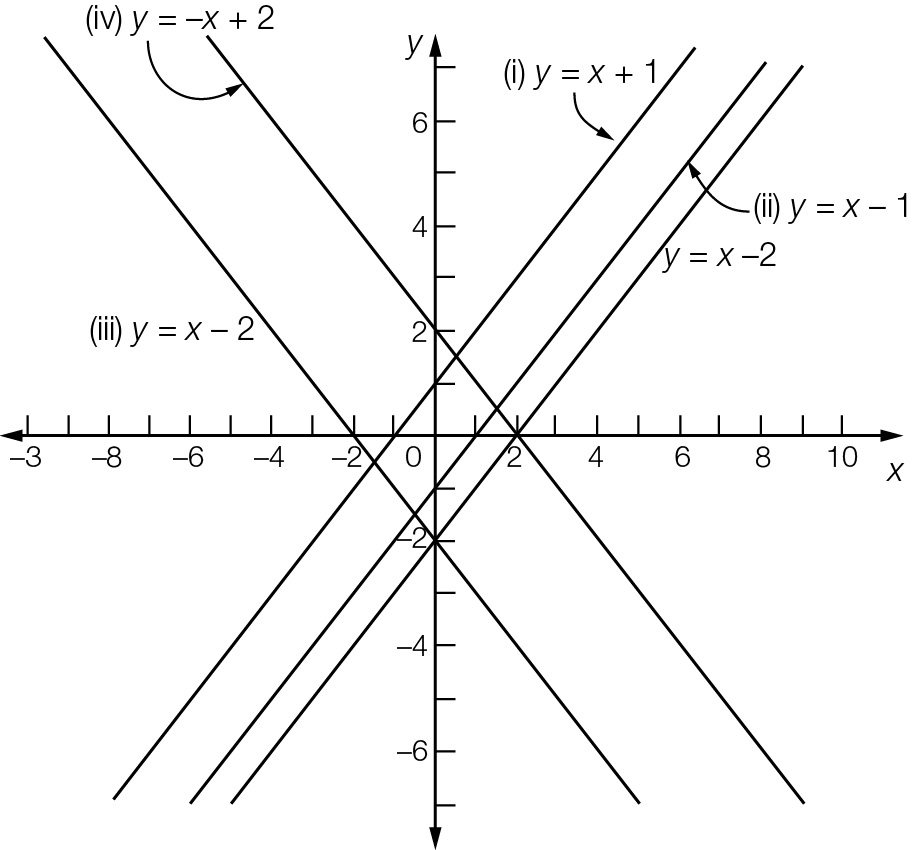 (iv) y = –x + 2
y
(i) y = x + 1
6
(ii) y = x – 1
4
y = x –2
(iii) y = x – 2
2
–3 –8 –6 –4 –2 0 2 4 6 8 10
x
–2
–4
–6